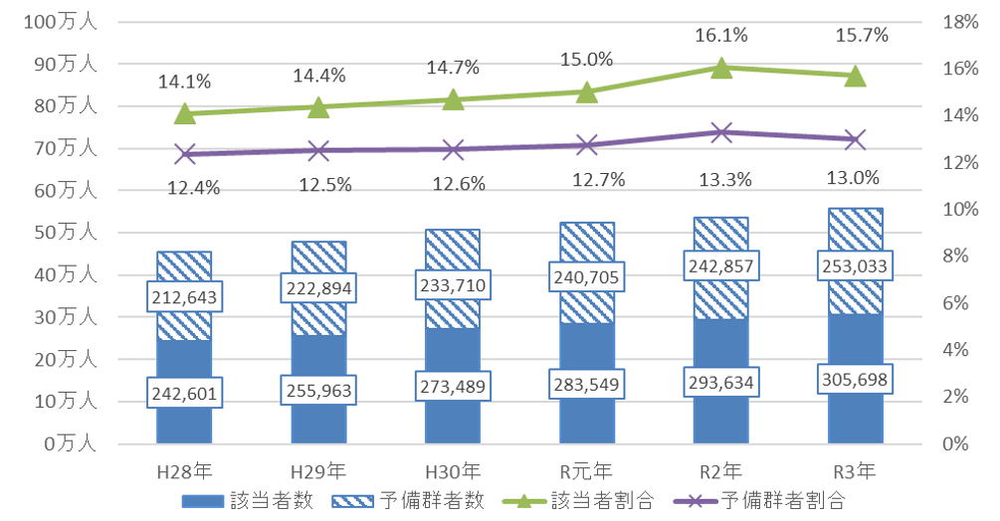 100万人
90万人
80万人
70万人
60万人
50万人
40万人
30万人
20万人
10万人
0万人
18%
16%
14%
12%
10%
8%
6%
4%
2%
0%
14.1%
14.4%
14.7%
15.0%
16.1%
15.7%
12.4%
12.5%
12.6%
12.7%
13.3%
13.0%
212,643
222,894
233,710
240,705
242,857
253,033
242,601
255,963
273,489
283,549
293,634
305,698
H28年
H29年
H30年
R元年
R2年
R3年
該当者数
予備群者数
該当者割合
予備群者割合